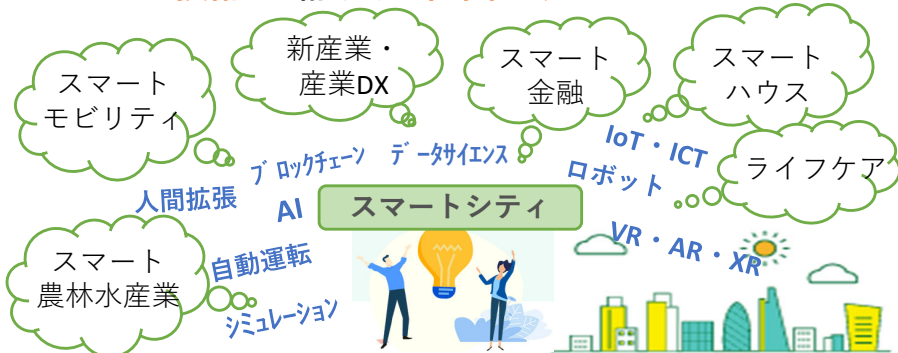 新産業・
産業DX
スマート
金融
スマート
ハウス
スマート
モビリティ
IoT・ICT
ブロックチェーン
データサイエンス
ロボット
ライフケア
人間拡張
AI
スマートシティ
VR・AR・XR
スマート
農林水産業
自動運転
シミュレーション